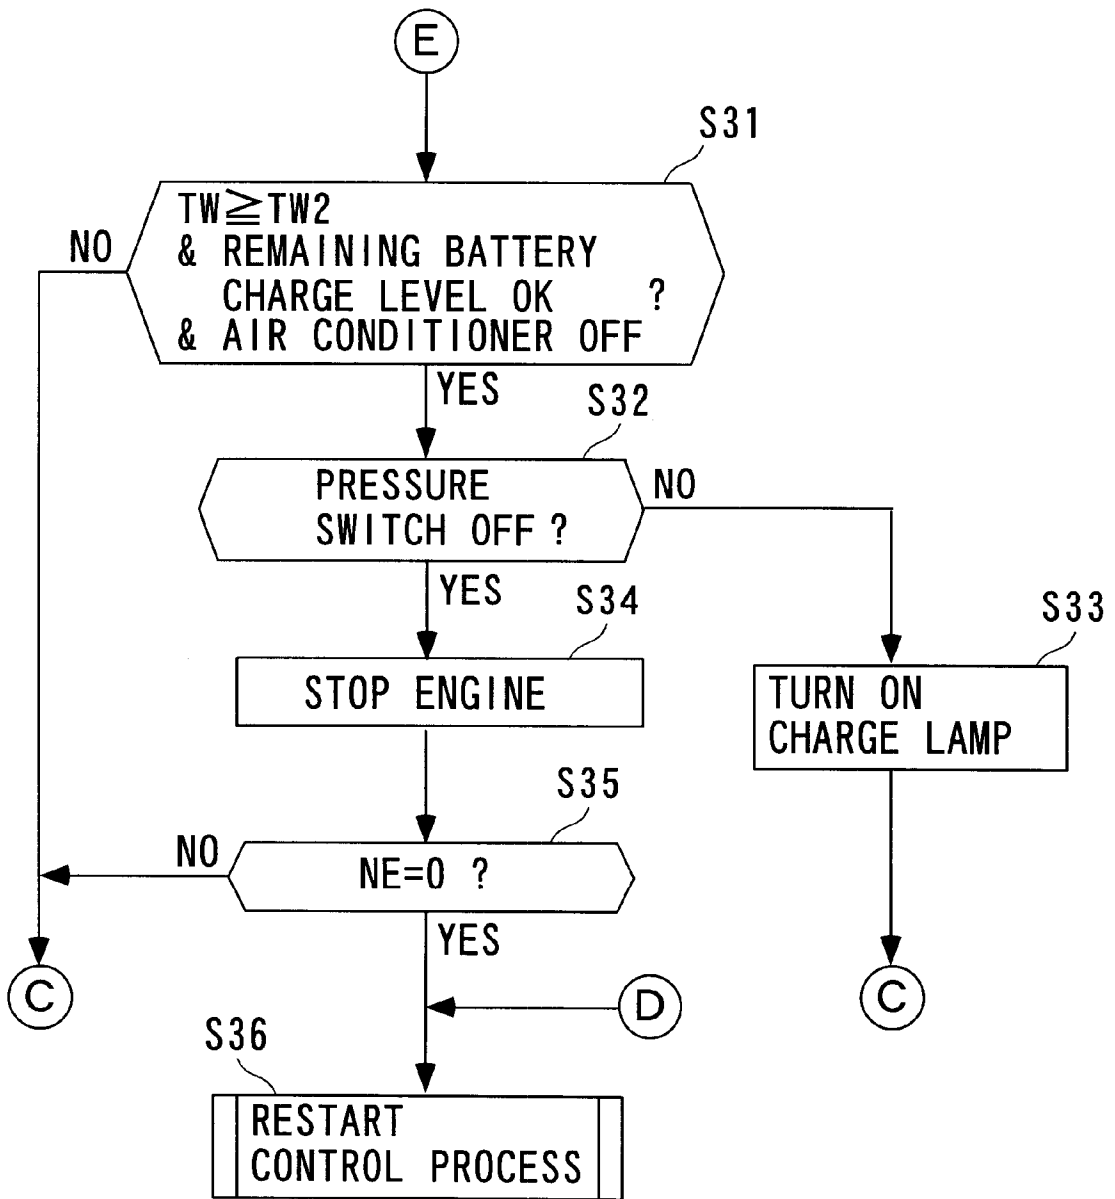 E
S31
TW≧TW2
& REMAINING BATTERY
CHARGE LEVEL OK ?
& AIR CONDITIONER OFF
NO
YES
S32
PRESSURE
SWITCH OFF ?
NO
YES
S34
STOP ENGINE
S33
TURN ON
CHARGE LAMP
S35
NE=0 ?
NO
YES
C
D
C
S36
RESTART
CONTROL PROCESS